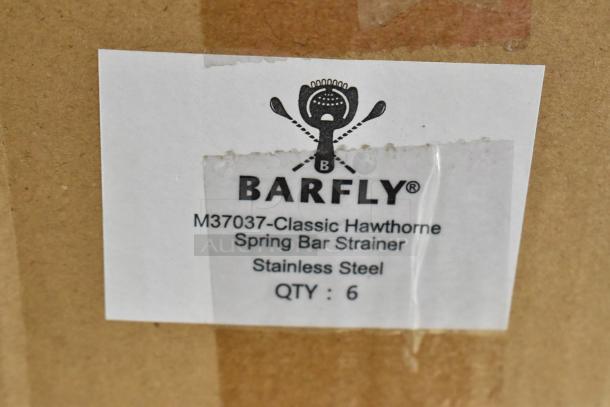 B
BARFLY®
M37037-Classic Hawthorne
Spring Bar Strainer
Stainless Steel
QTY : 6